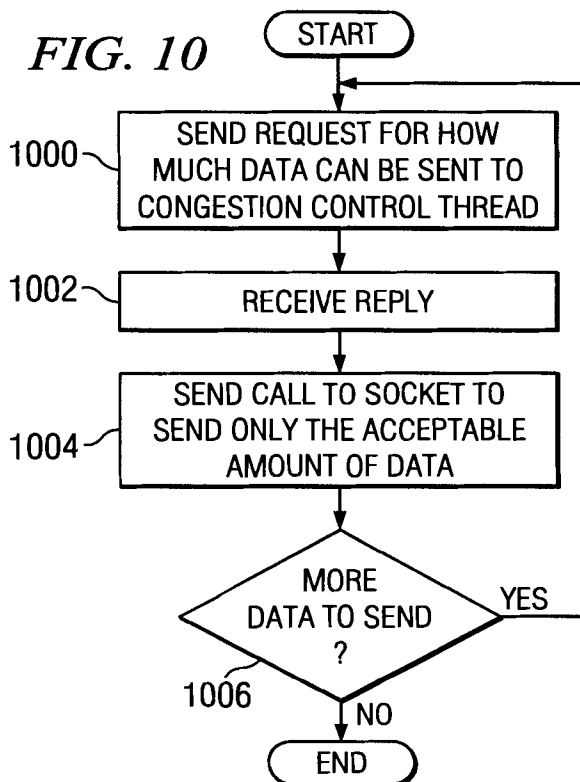 FIG. 10
START
1000
SEND REQUEST FOR HOW
MUCH DATA CAN BE SENT TO
CONGESTION CONTROL THREAD
1002
RECEIVE REPLY
1004
SEND CALL TO SOCKET TO
SEND ONLY THE ACCEPTABLE
AMOUNT OF DATA
MORE
DATA TO SEND
?
YES
1006
NO
END